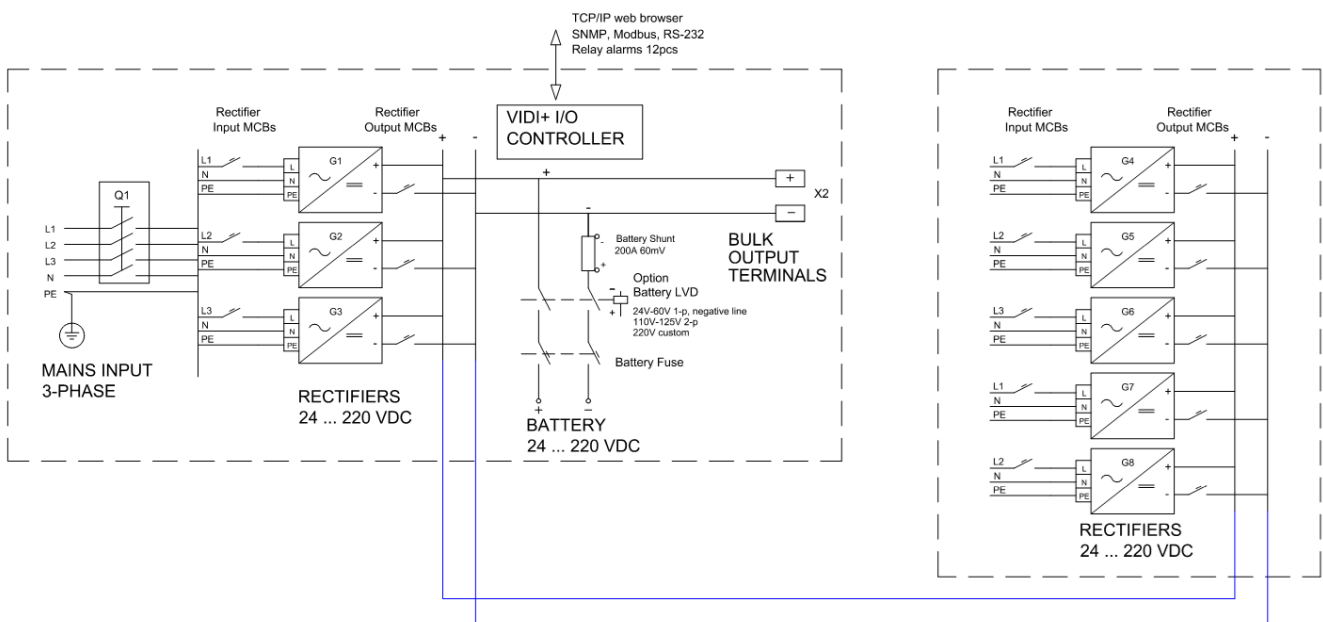 TCP/IP web browser
SNMP, Modbus, RS-232
Relay alarms 12pcs
VIDI+ I/O
CONTROLLER
Rectifier
Input MCBs
Rectifier
Output MCBs
+ -
Q1
L1
L2
L3
N
PE
MAINS INPUT
3-PHASE
L1
N
PE
L
N
PE
G1
+
-
L2
N
PE
L
N
PE
G2
+
-
L3
N
PE
L
N
PE
G3
+
-
RECTIFIERS
24 ... 220 VDC
+
-
+
−
X2
BULK
OUTPUT
TERMINALS
-
Battery Shunt
200A 60mV
+
Option
Battery LVD
-
+
24V-60V 1-p, negative line
110V-125V 2-p
220V custom
Battery Fuse
+ −
BATTERY
24 ... 220 VDC
Rectifier
Input MCBs
Rectifier
Output MCBs
+ -
L1
N
PE
L
N
PE
G4
+
-
L2
N
PE
L
N
PE
G5
+
-
L3
N
PE
L
N
PE
G6
+
-
L1
N
PE
L
N
PE
G7
+
-
L2
N
PE
L
N
PE
G8
+
-
RECTIFIERS
24 ... 220 VDC